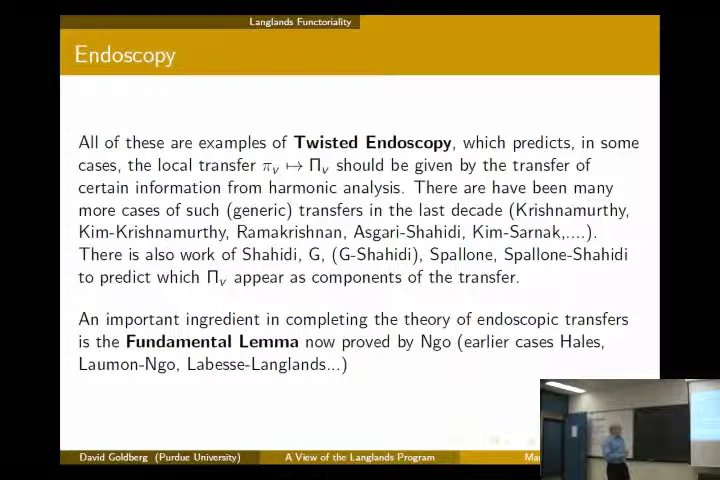 Langlands Functoriality
Endoscopy
All of these are examples of Twisted Endoscopy, which predicts, in some
cases, the local transfer πᵥ ↦ Πᵥ should be given by the transfer of
certain information from harmonic analysis. There are have been many
more cases of such (generic) transfers in the last decade (Krishnamurthy,
Kim-Krishnamurthy, Ramakrishnan, Asgari-Shahidi, Kim-Sarnak,....).
There is also work of Shahidi, G, (G-Shahidi), Spallone, Spallone-Shahidi
to predict which Πᵥ appear as components of the transfer.
An important ingredient in completing the theory of endoscopic transfers
is the Fundamental Lemma now proved by Ngo (earlier cases Hales,
Laumon-Ngo, Labesse-Langlands...)
David Goldberg (Purdue University) A View of the Langlands Program